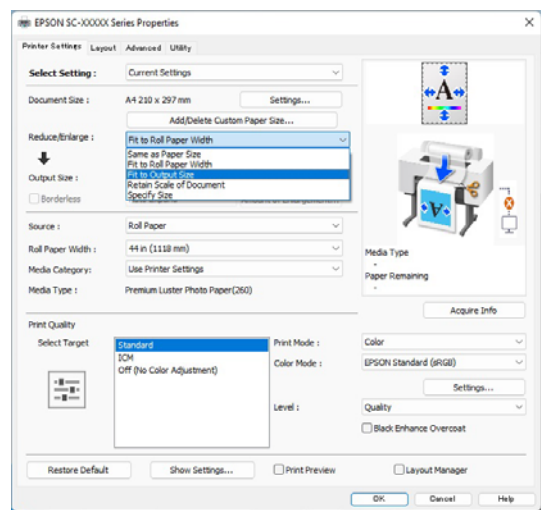 EPSON SC-XXXXX Series Properties
Printer Settings Layout Advanced Utility
Select Setting : Current Settings
A
Document Size : A4 210 x 297 mm Settings...
Add/Delete Custom Paper Size...
Reduce/Enlarge : Fit to Roll Paper Width
Same as Paper Size
Fit to Roll Paper Width
Fit to Output Size
Retain Scale of Document
Specify Size
Output Size :
Borderless
A
Source : Roll Paper
Roll Paper Width : 44 in (1118 mm)
Media Category: Use Printer Settings
Media Type : Premium Luster Photo Paper(260)
Media Type
-
Paper Remaining
-
Acquire Info
Print Quality
Select Target
Standard
ICM
Off (No Color Adjustment)
Print Mode : Color
Color Mode : EPSON Standard (sRGB)
Settings...
Level : Quality
Black Enhance Overcoat
Restore Default Show Settings... Print Preview Layout Manager
OK Cancel Help